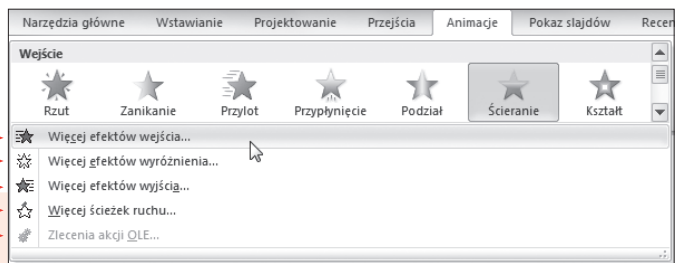 Narzędzia główne Wstawianie Projektowanie Przejścia Animacje Pokaz slajdów Recen
Wejście
Rzut Zanikanie Przylot Przypłynięcie Podział Ścieranie Kształt
Więcej efektów wejścia...
Więcej efektów wyróżnienia...
Więcej efektów wyjścia...
Więcej ścieżek ruchu...
Zlecenia akcji OLE...